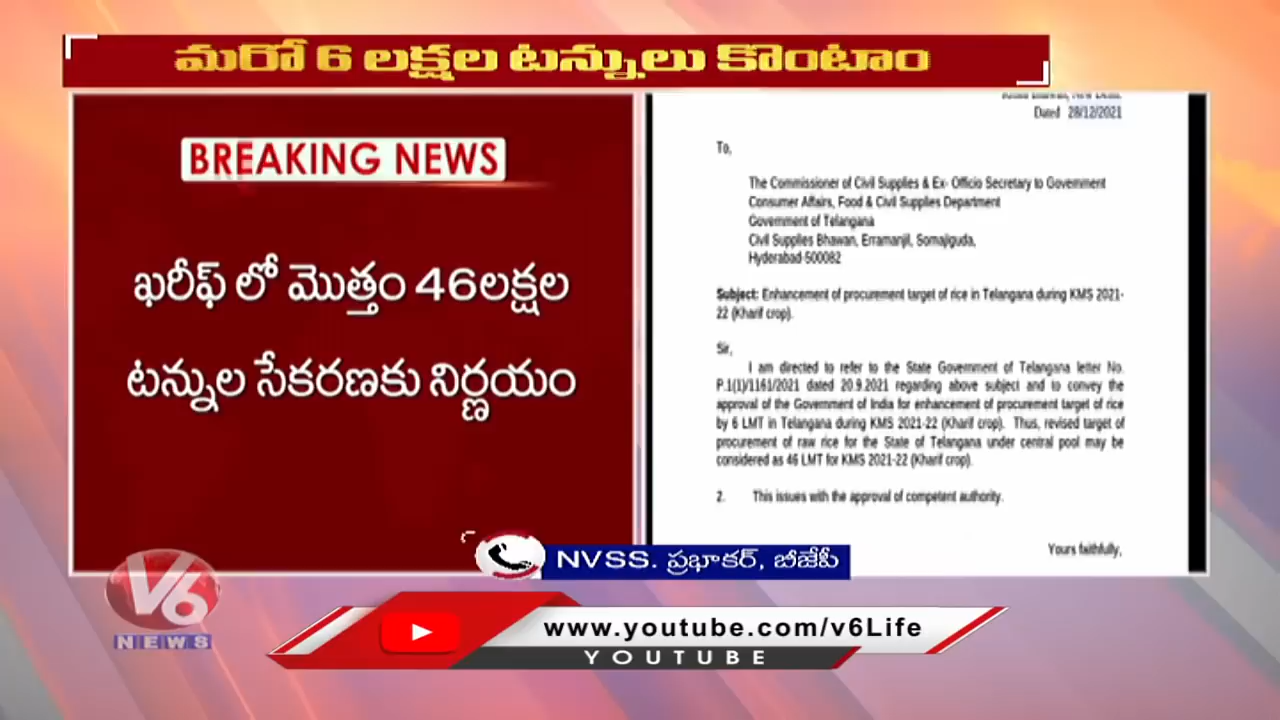 మరో 6 లక్షల టన్నులు కొంటాం
BREAKING NEWS
ఖరీఫ్ లో మొత్తం 46లక్షల
టన్నుల సేకరణకు నిర్ణయం
Dated 28/12/2021
To,
The Commissioner of Civil Supplies & Ex- Officio Secretary to Government
Consumer Affairs, Food & Civil Supplies Department
Government of Telangana
Civil Supplies Bhawan, Erramanjil, Somajiguda,
Hyderabad-500082
Subject: Enhancement of procurement target of rice in Telangana during KMS 2021-
22 (Kharif crop).
Sir,
I am directed to refer to the State Government of Telangana letter No.
P.1(1)/1161/2021 dated 20.9.2021 regarding above subject and to convey the
approval of the Government of India for enhancement of procurement target of rice
by 6 LMT in Telangana during KMS 2021-22 (Kharif crop). Thus, revised target of
procurement of raw rice for the State of Telangana under central pool may be
considered as 46 LMT for KMS 2021-22 (Kharif crop).
2. This issues with the approval of competent authority.
Yours faithfully,
NVSS. ప్రభాకర్, బీజేపీ
V6
NEWS
www.youtube.com/v6Life
YOUTUBE